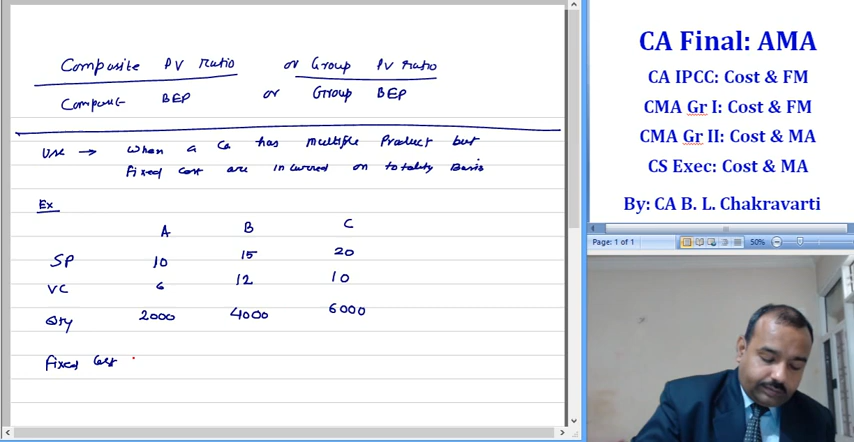 Composite PV Ratio or Group PV ratio
Composite BEP or Group BEP
Use → When a Co has multiple Product but
fixed cost are incurred on totality Basis
Ex
A B C
SP 10 15 20
VC 6 12 10
Qty 2000 4000 6000
Fixed Cost
CA Final: AMA
CA IPCC: Cost & FM
CMA Gr I: Cost & FM
CMA Gr II: Cost & MA
CS Exec: Cost & MA
By: CA B. L. Chakravarti
Page: 1 of 1
50%